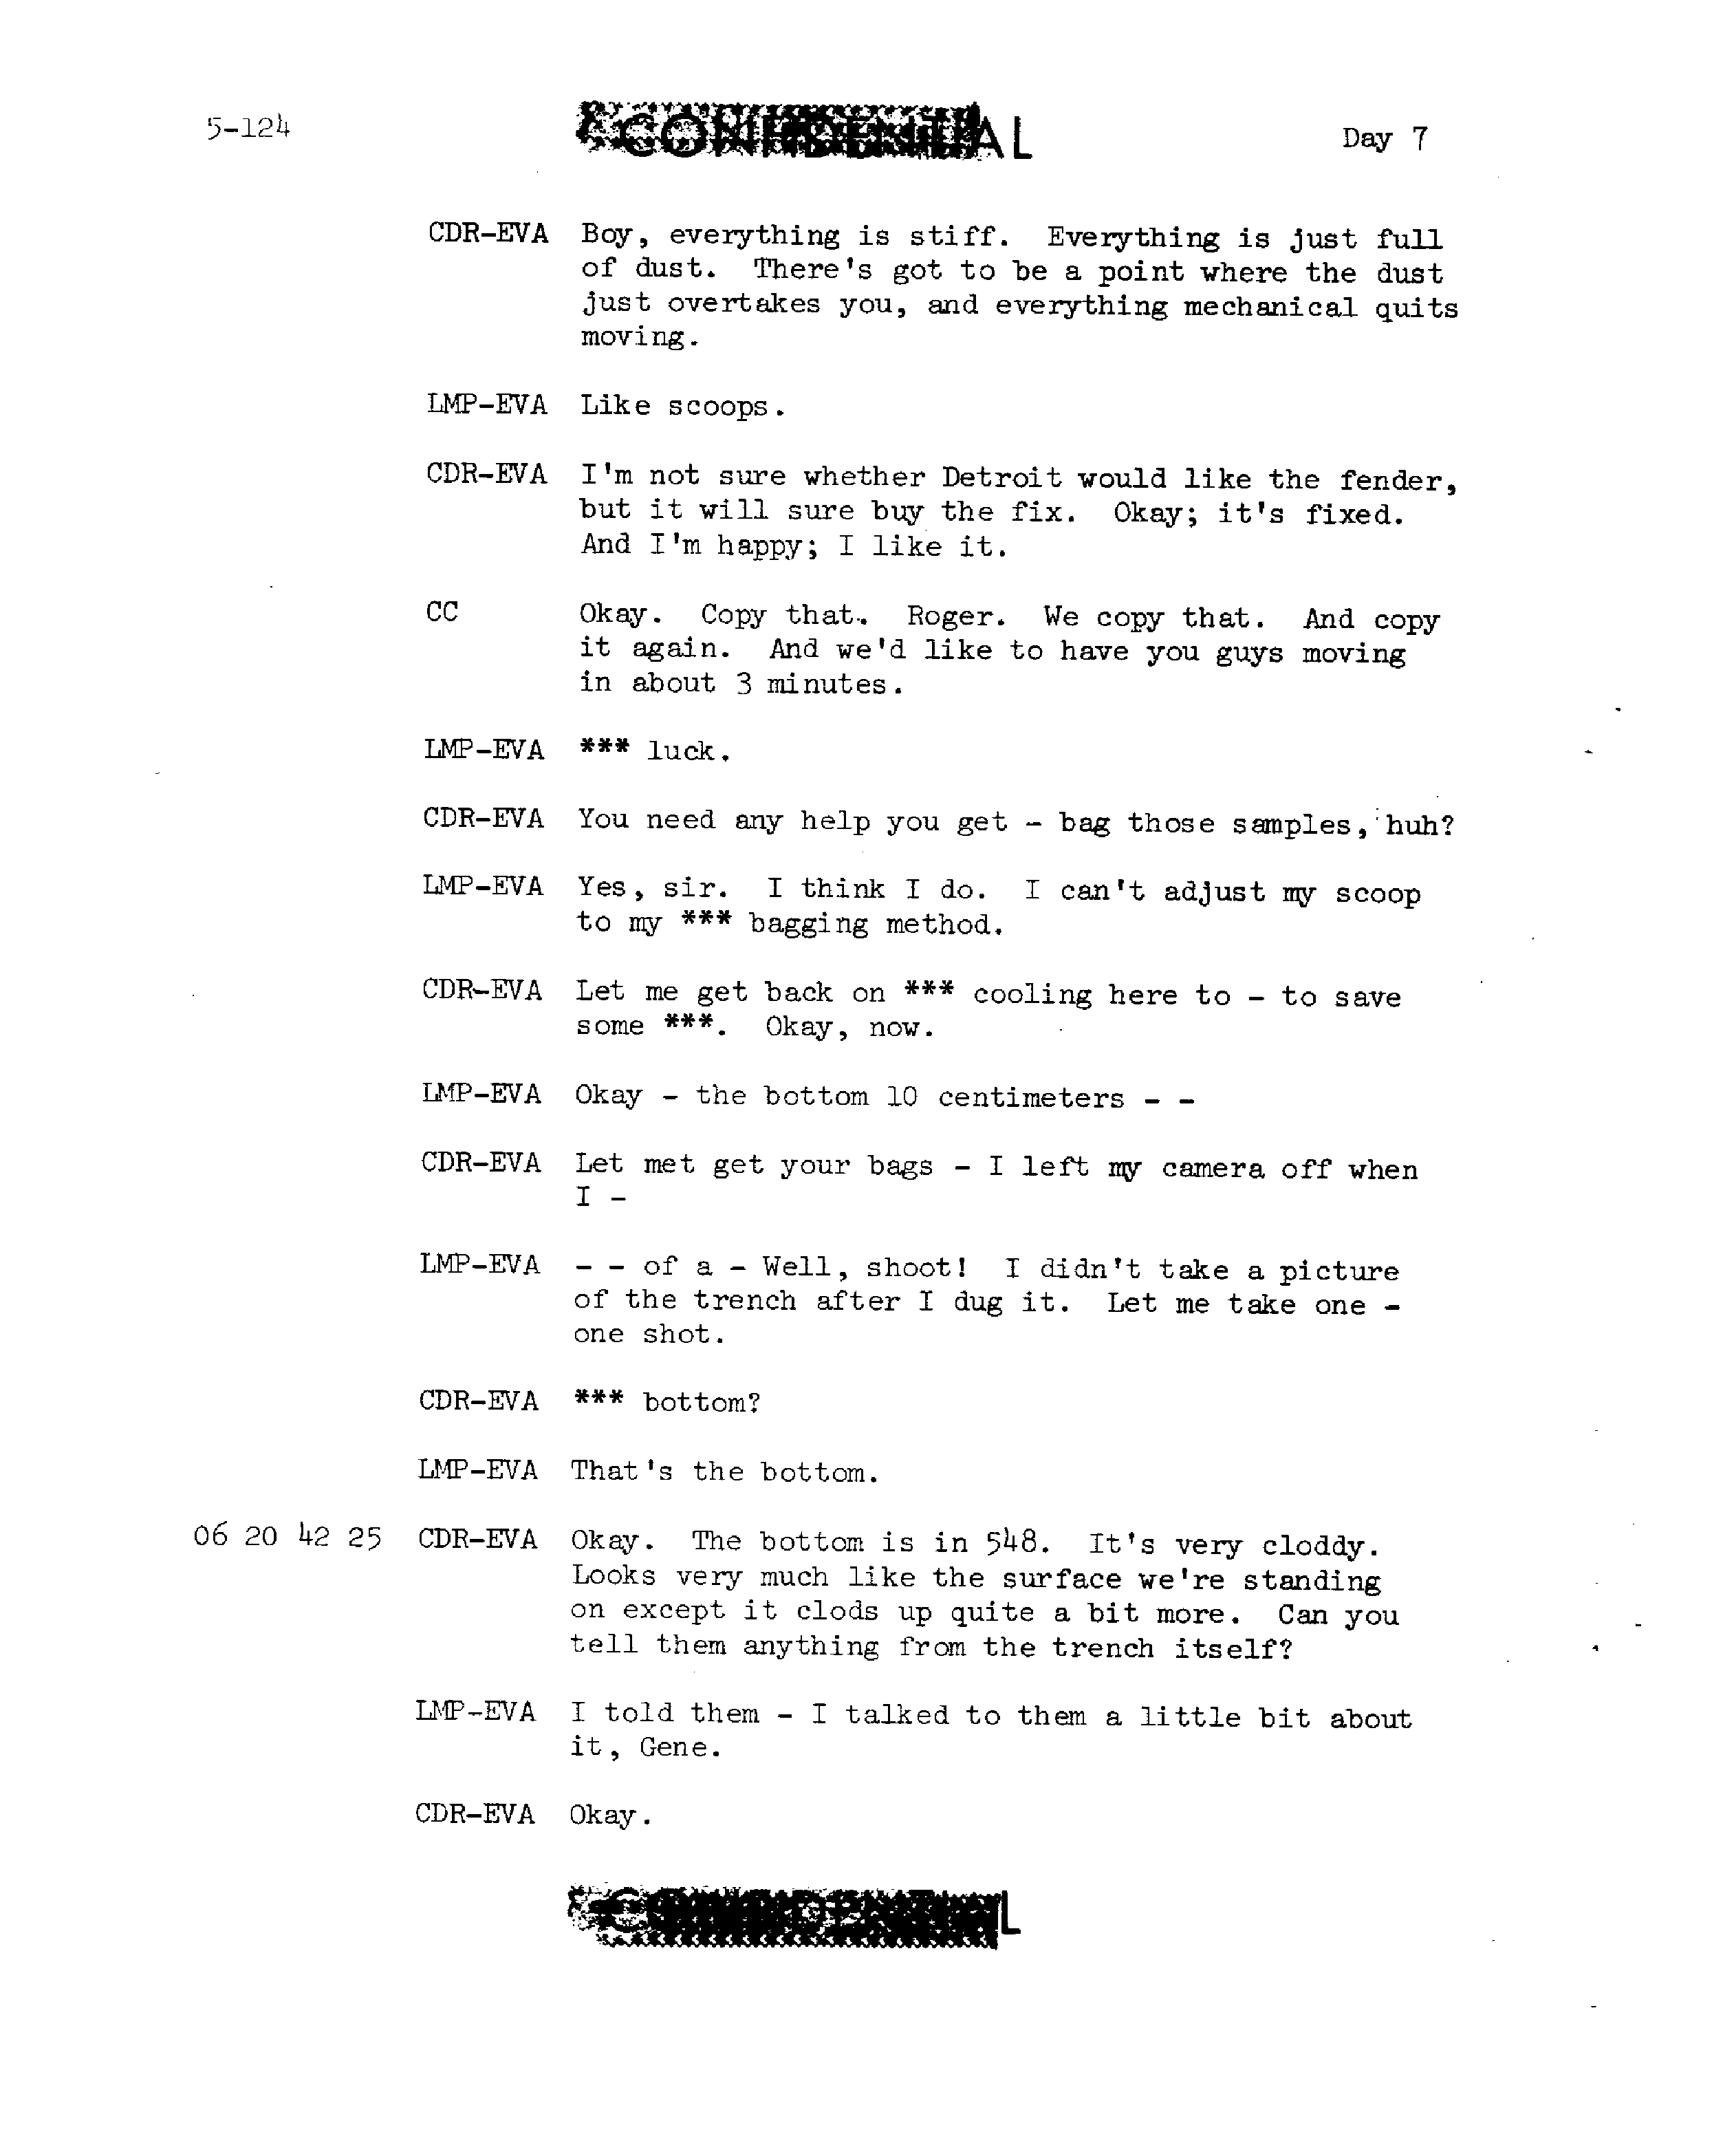 5-124
CONFIDENTIAL
Day 7
CDR-EVA Boy, everything is stiff. Everything is just full
of dust. There's got to be a point where the dust
just overtakes you, and everything mechanical quits
moving.
LMP-EVA Like scoops.
CDR-EVA I'm not sure whether Detroit would like the fender,
but it will sure buy the fix. Okay; it's fixed.
And I'm happy; I like it.
CC Okay. Copy that. Roger. We copy that. And copy
it again. And we'd like to have you guys moving
in about 3 minutes.
LMP-EVA *** luck.
CDR-EVA You need any help you get - bag those samples, huh?
LMP-EVA Yes, sir. I think I do. I can't adjust my scoop
to my *** bagging method.
CDR-EVA Let me get back on *** cooling here to - to save
some ***. Okay, now.
LMP-EVA Okay - the bottom 10 centimeters - -
CDR-EVA Let met get your bags - I left my camera off when
I -
LMP-EVA - - of a - Well, shoot! I didn't take a picture
of the trench after I dug it. Let me take one -
one shot.
CDR-EVA *** bottom?
LMP-EVA That's the bottom.
06 20 42 25 CDR-EVA Okay. The bottom is in 548. It's very cloddy.
Looks very much like the surface we're standing
on except it clods up quite a bit more. Can you
tell them anything from the trench itself?
LMP-EVA I told them - I talked to them a little bit about
it, Gene.
CDR-EVA Okay.
CONFIDENTIAL